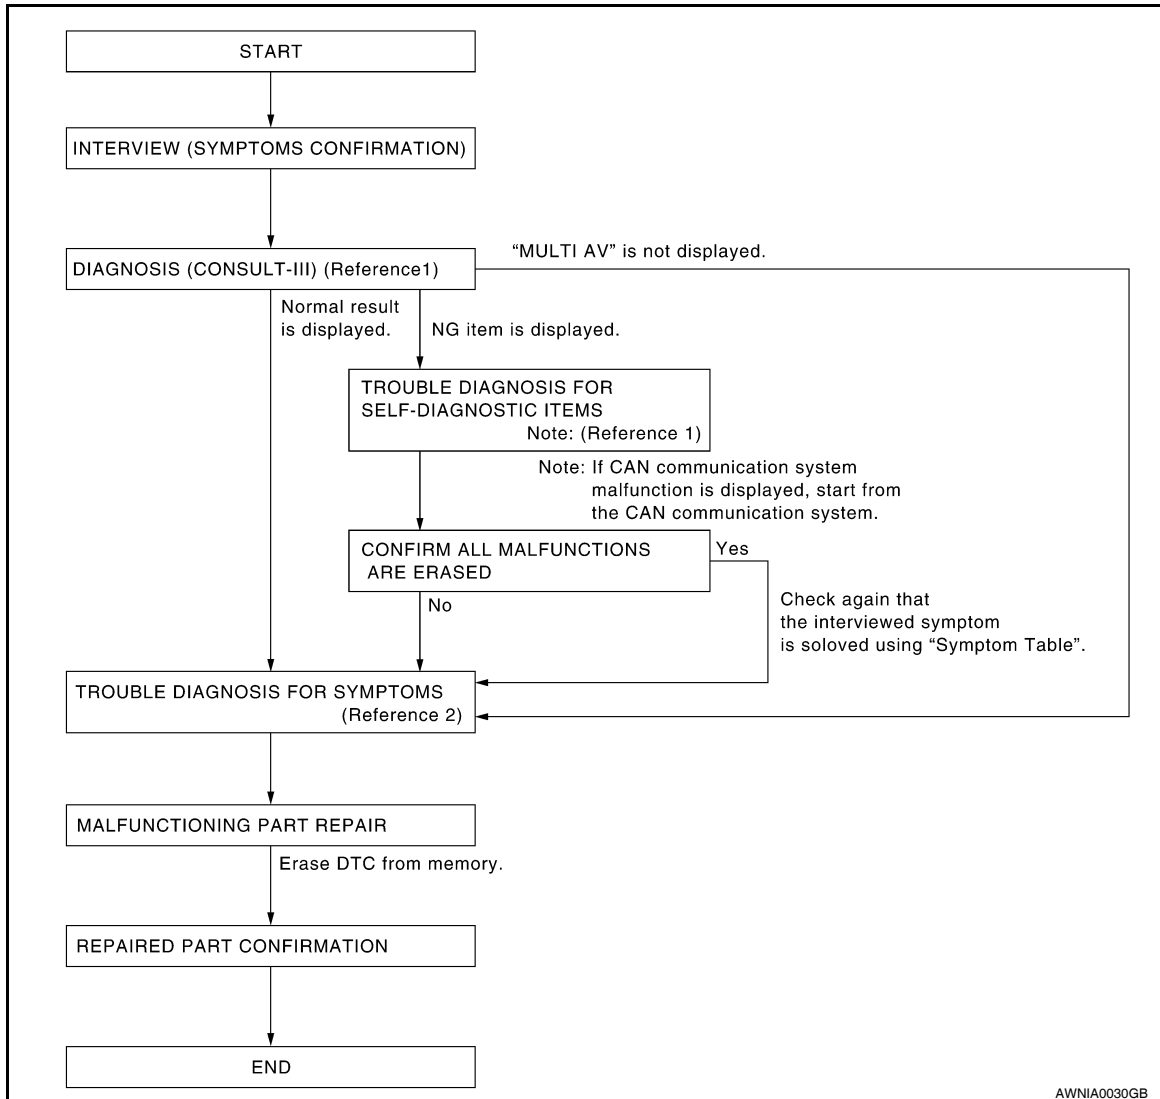 START
INTERVIEW (SYMPTOMS CONFIRMATION)
“MULTI AV” is not displayed.
DIAGNOSIS (CONSULT-III) (Reference1)
Normal result
is displayed.
NG item is displayed.
TROUBLE DIAGNOSIS FOR
SELF-DIAGNOSTIC ITEMS
Note: (Reference 1)
Note: If CAN communication system
malfunction is displayed, start from
the CAN communication system.
CONFIRM ALL MALFUNCTIONS
ARE ERASED
Yes
No
Check again that
the interviewed symptom
is soloved using “Symptom Table”.
TROUBLE DIAGNOSIS FOR SYMPTOMS
(Reference 2)
MALFUNCTIONING PART REPAIR
Erase DTC from memory.
REPAIRED PART CONFIRMATION
END
AWNIA0030GB